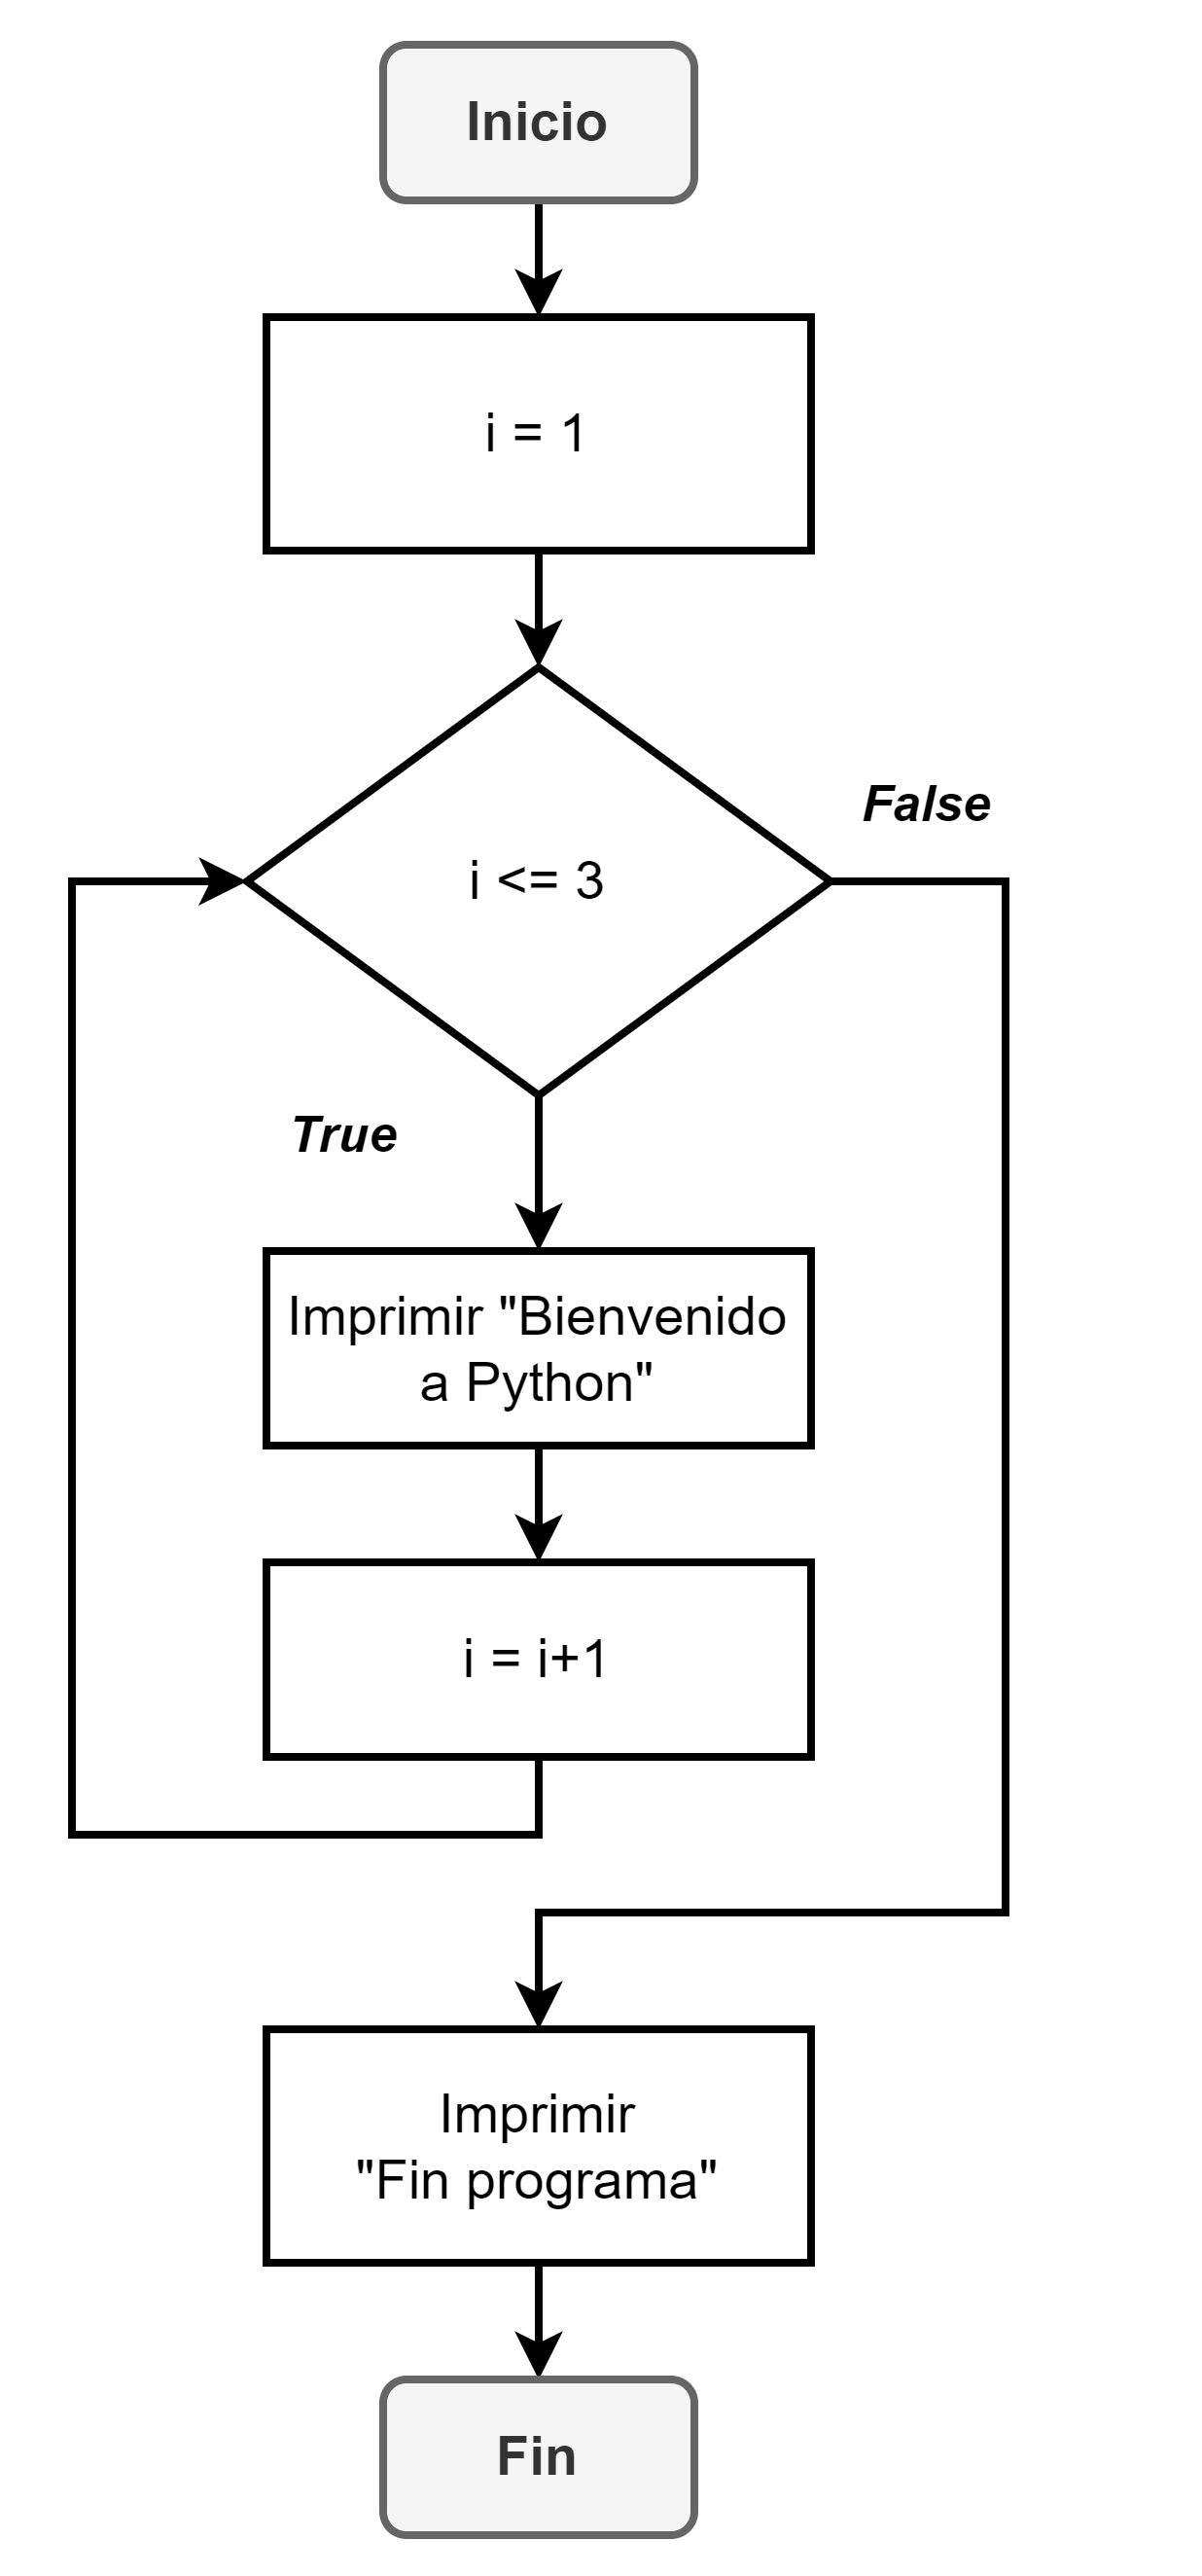 Inicio
i = 1
False
i <= 3
True
Imprimir "Bienvenido
a Python"
i = i+1
Imprimir
"Fin programa"
Fin